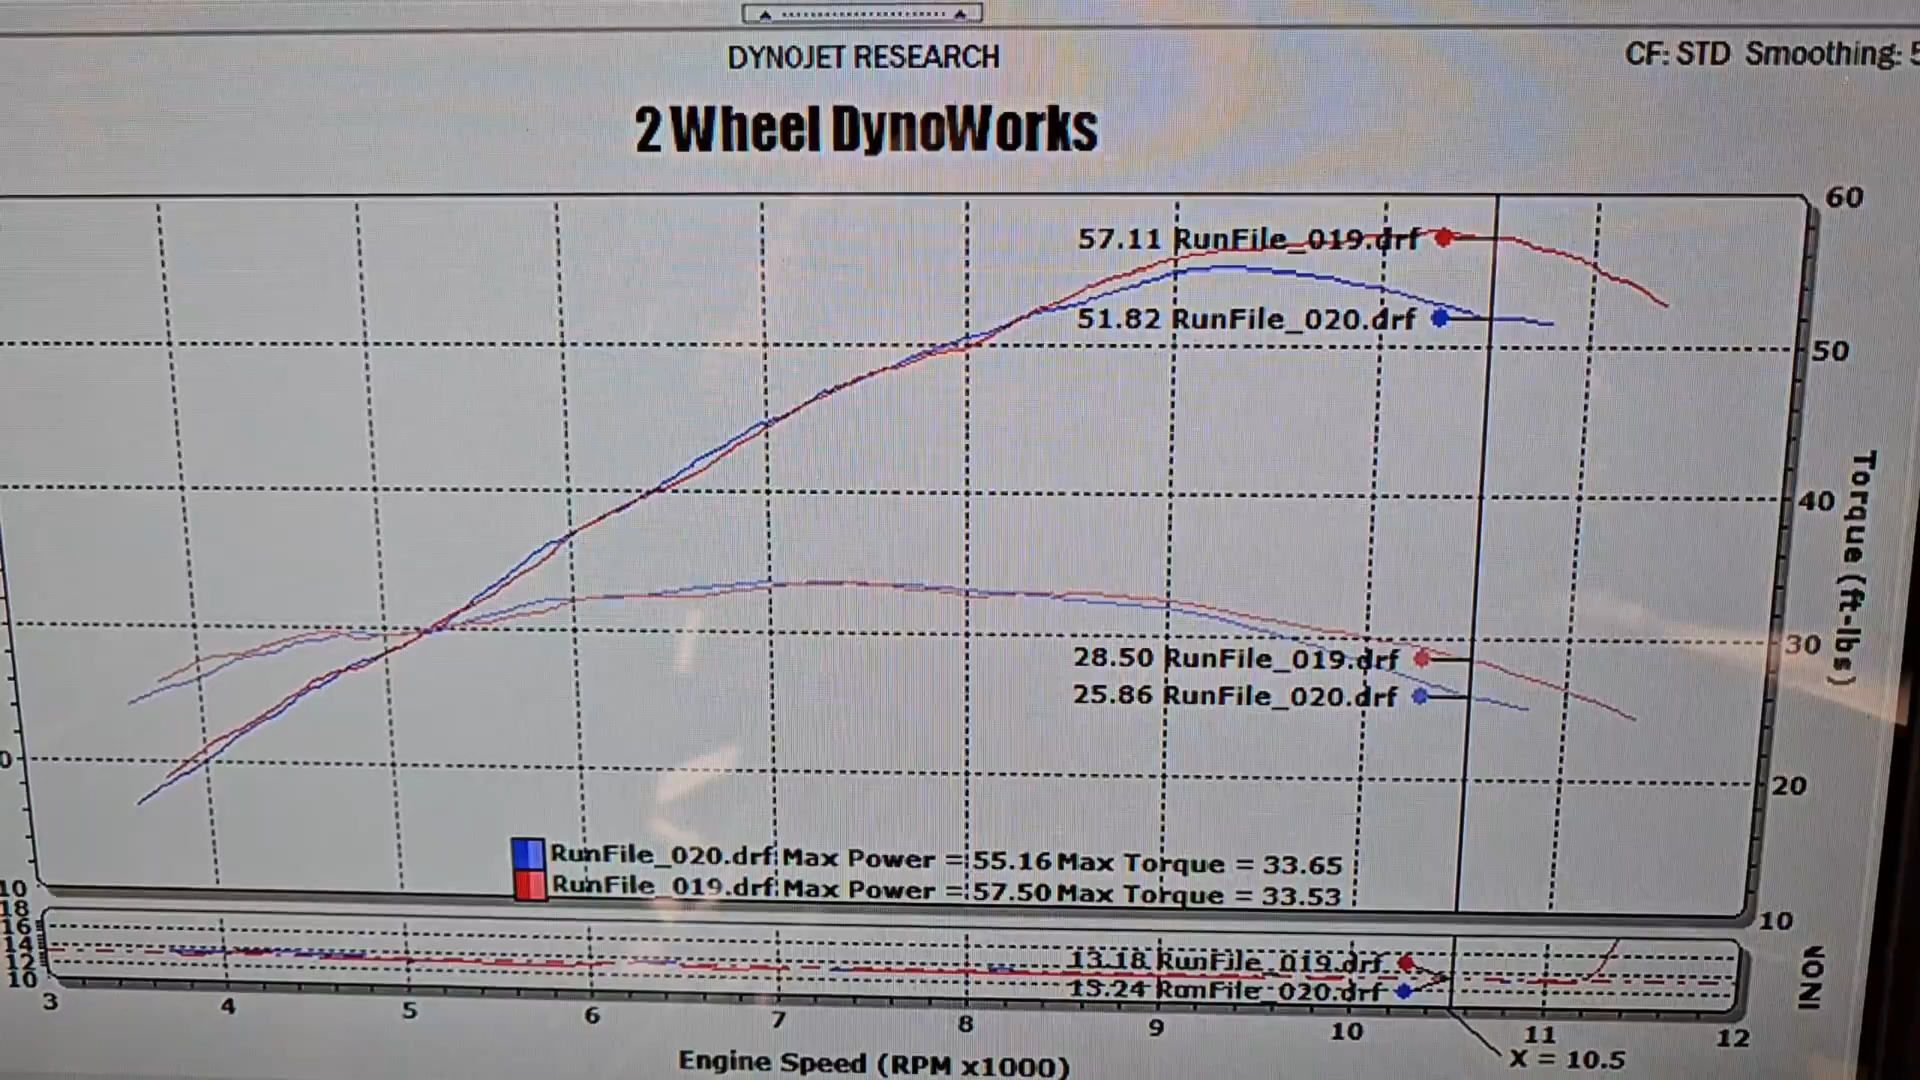 DYNOJET RESEARCH
CF: STD Smoothing: 5
2 Wheel DynoWorks
60
57.11 RunFile_019.drf
51.82 RunFile_020.drf
50
40
Torque (ft-lbs)
30
28.50 RunFile_019.drf
25.86 RunFile_020.drf
0
20
RunFile_020.drf Max Power = 55.16 Max Torque = 33.65
RunFile_019.drf Max Power = 57.50 Max Torque = 33.53
10
10
18
16
14
12
10
13.18 RunFile_019.drf
13.24 RunFile_020.drf
3 4 5 6 7 8 9 10 11 12
X = 10.5
Engine Speed (RPM x1000)